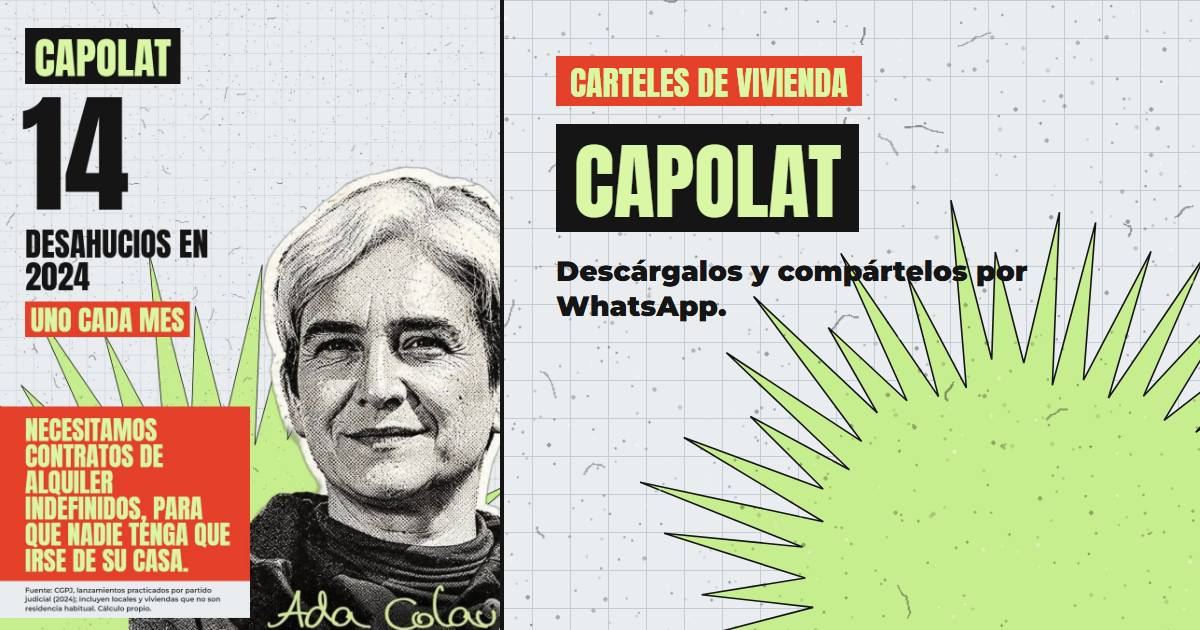 CAPOLAT
14
DESAHUCIOS EN
2024
UNO CADA MES
NECESITAMOS
CONTRATOS DE
ALQUILER
INDEFINIDOS, PARA
QUE NADIE TENGA QUE
IRSE DE SU CASA.
Fuente: CGPJ, lanzamientos practicados por partido
judicial (2024); incluyen locales y viviendas que no son
residencia habitual. Cálculo propio.
Ada Colau
CARTELES DE VIVIENDA
CAPOLAT
Descárgalos y compártelos por
WhatsApp.